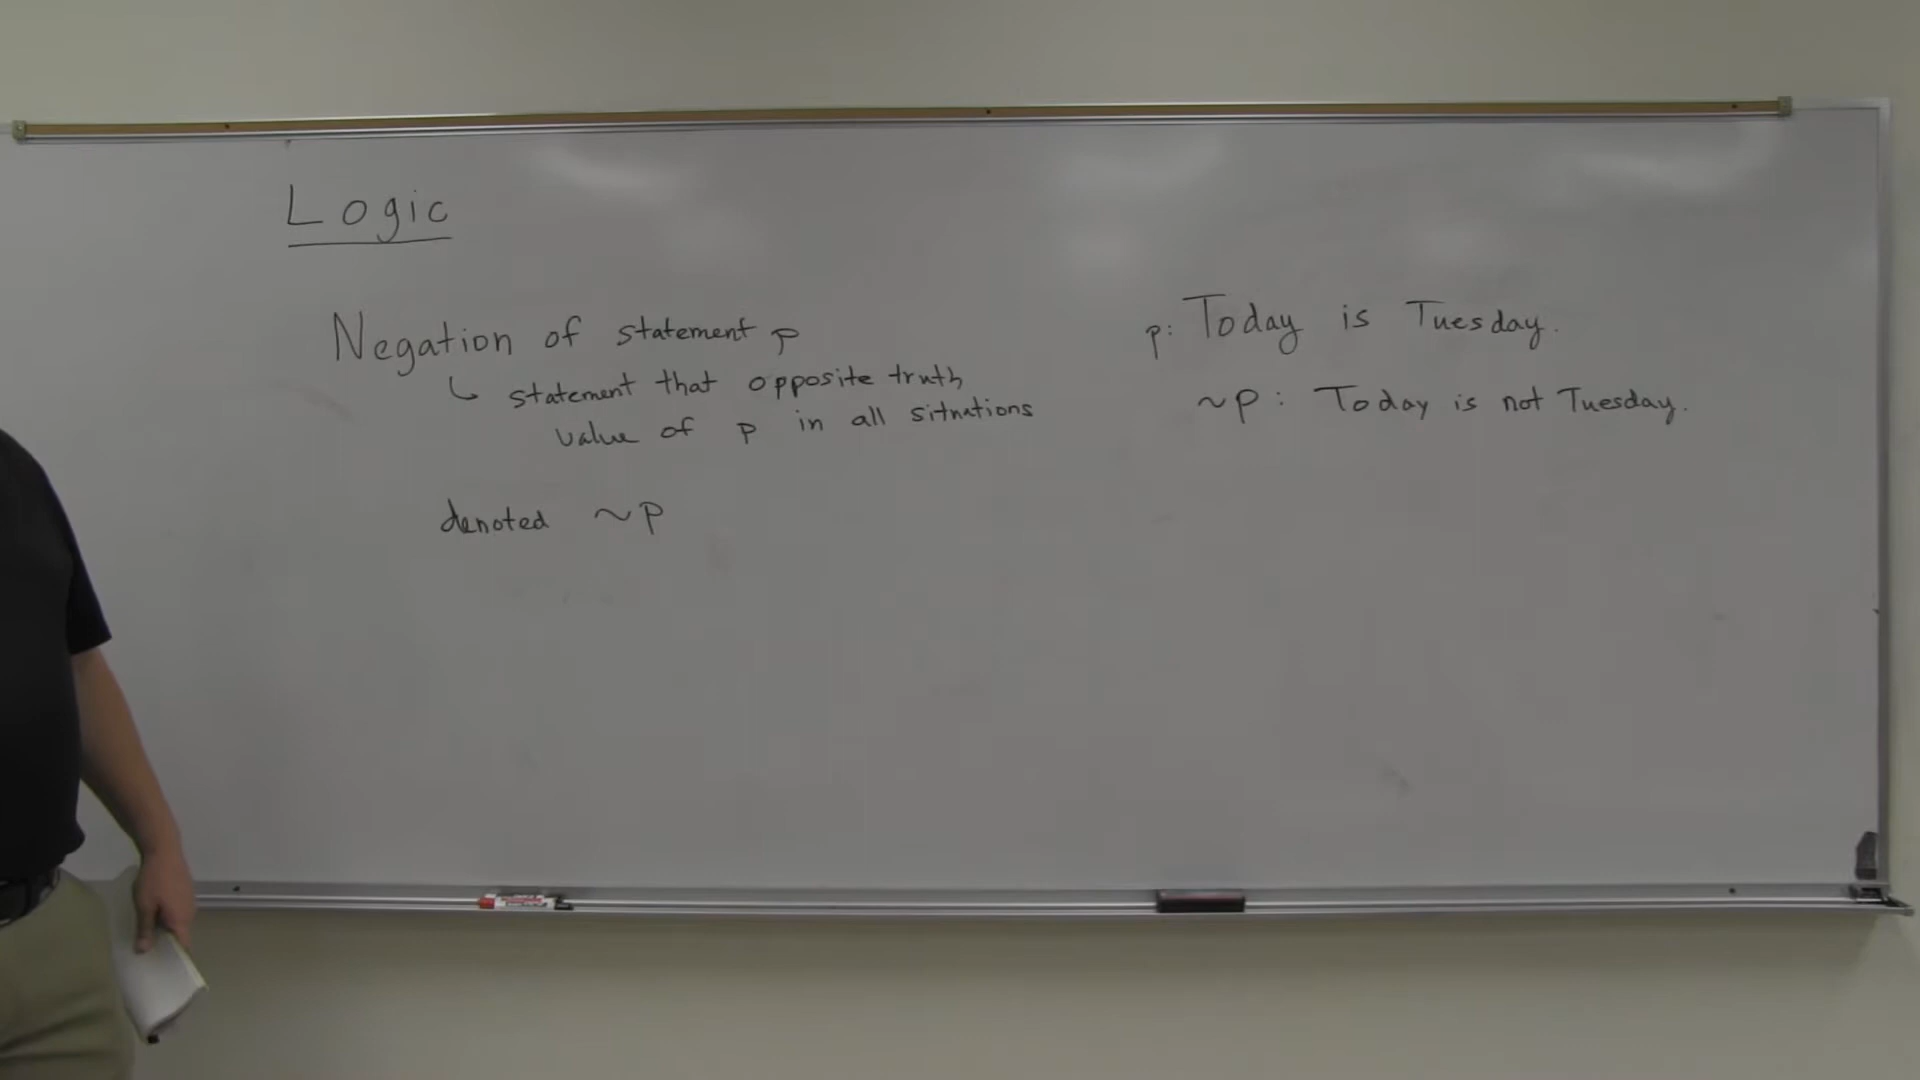 Logic
Negation of statement p
↳ statement that opposite truth
value of p in all situations
denoted ~p
p: Today is Tuesday.
~p: Today is not Tuesday.